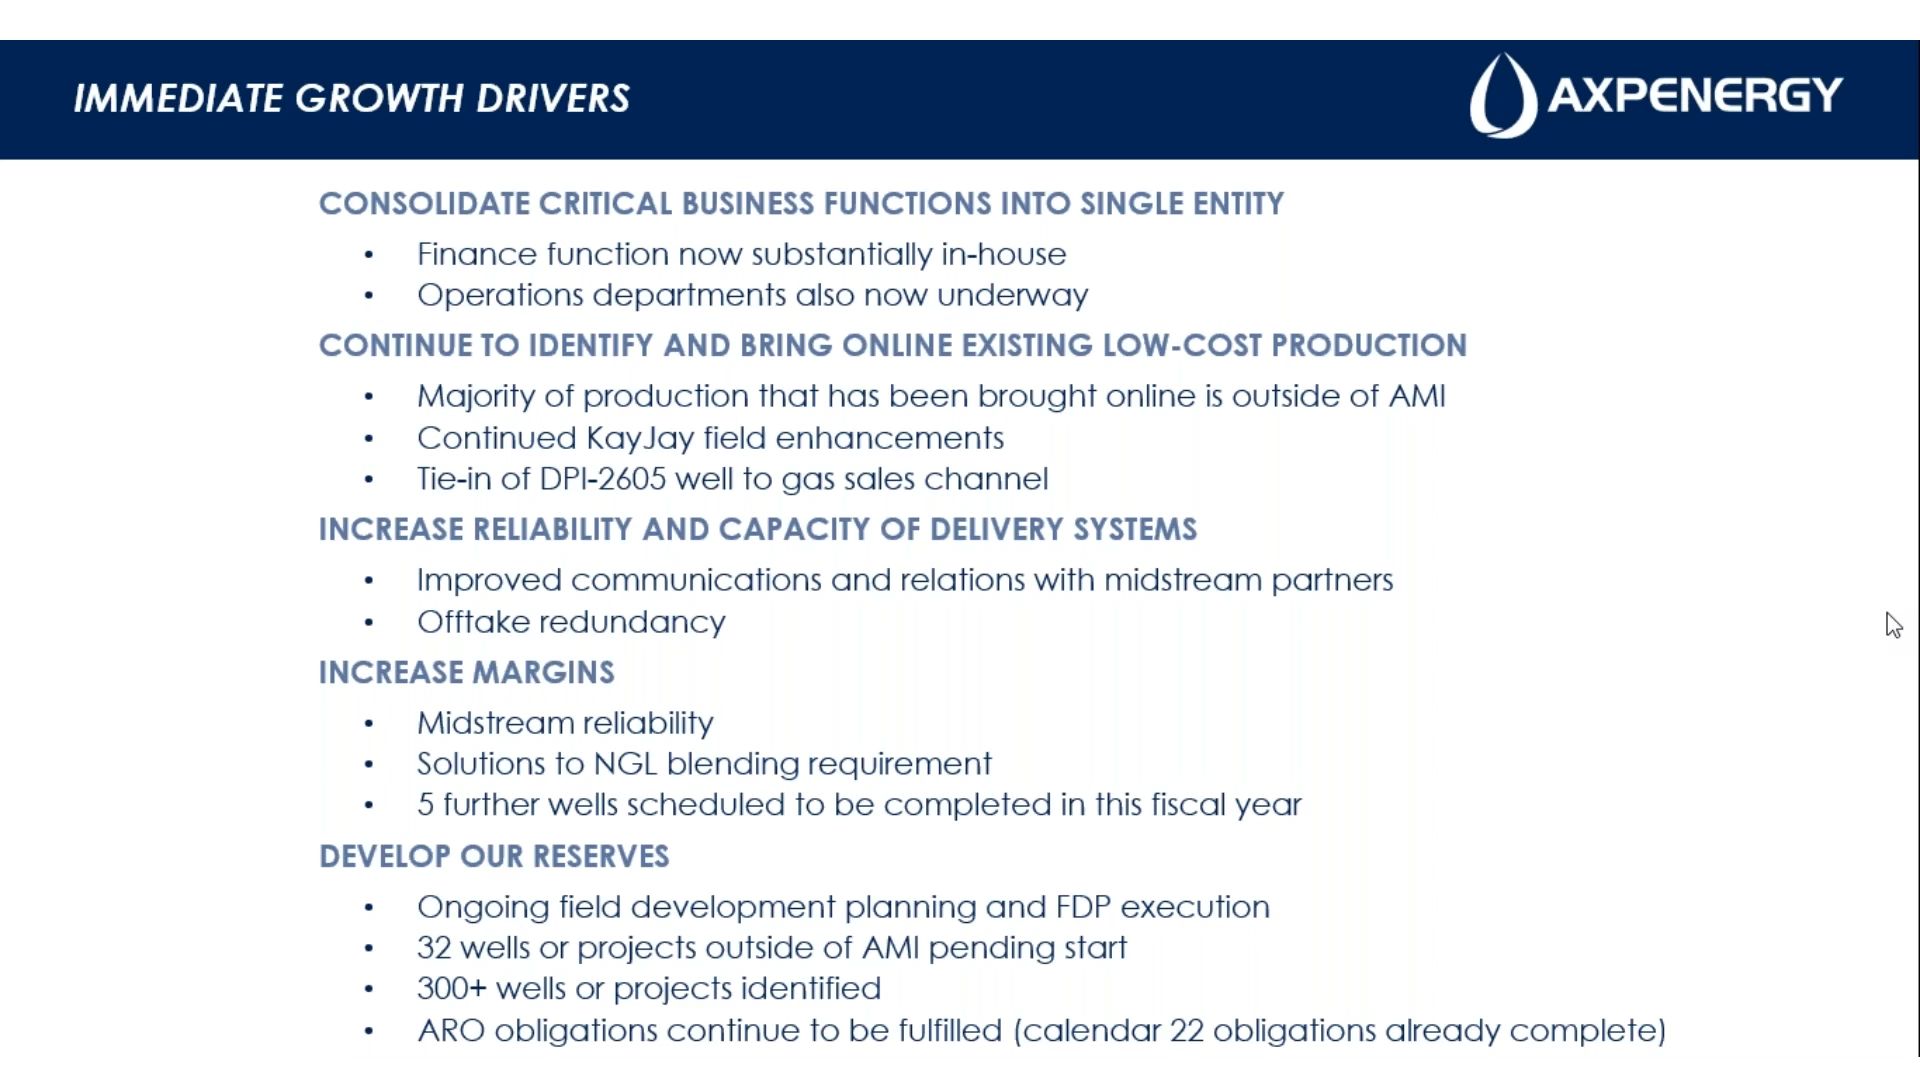 IMMEDIATE GROWTH DRIVERS
AXPENERGY
CONSOLIDATE CRITICAL BUSINESS FUNCTIONS INTO SINGLE ENTITY
• Finance function now substantially in-house
• Operations departments also now underway
CONTINUE TO IDENTIFY AND BRING ONLINE EXISTING LOW-COST PRODUCTION
• Majority of production that has been brought online is outside of AMI
• Continued KayJay field enhancements
• Tie-in of DPI-2605 well to gas sales channel
INCREASE RELIABILITY AND CAPACITY OF DELIVERY SYSTEMS
• Improved communications and relations with midstream partners
• Offtake redundancy
INCREASE MARGINS
• Midstream reliability
• Solutions to NGL blending requirement
• 5 further wells scheduled to be completed in this fiscal year
DEVELOP OUR RESERVES
• Ongoing field development planning and FDP execution
• 32 wells or projects outside of AMI pending start
• 300+ wells or projects identified
• ARO obligations continue to be fulfilled (calendar 22 obligations already complete)